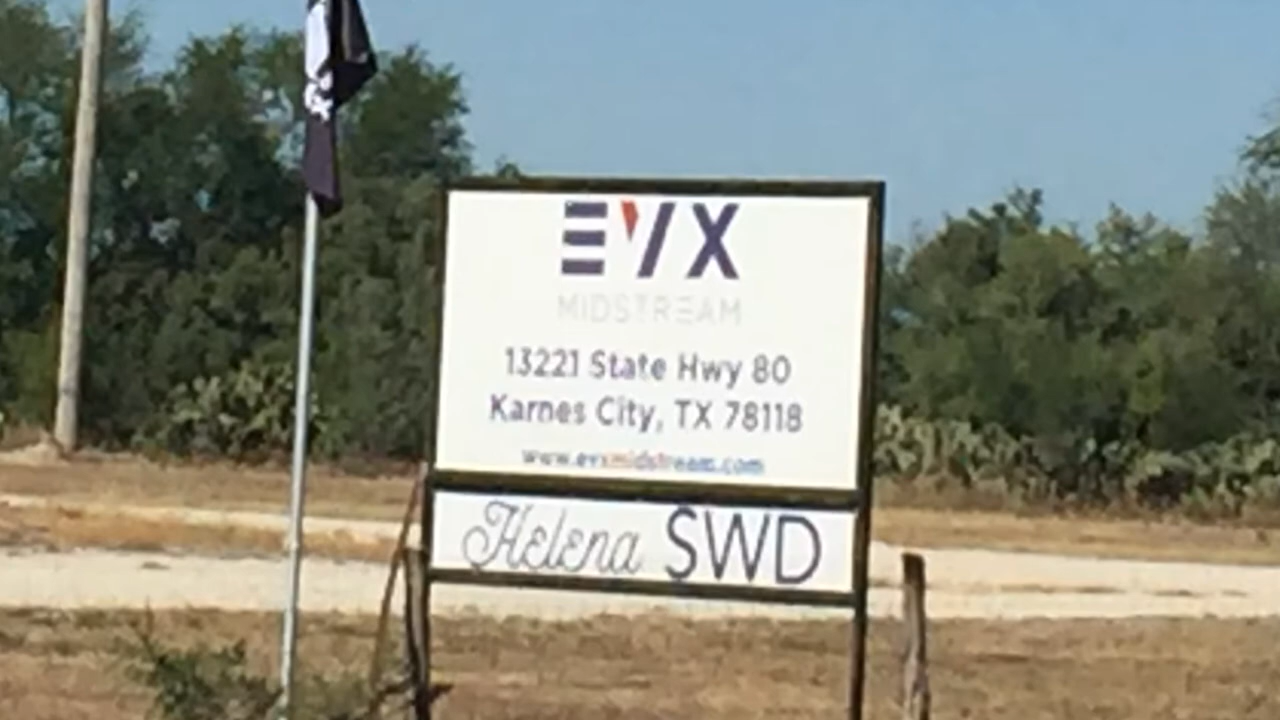 EVX
MIDSTREAM
13221 State Hwy 80
Karnes City, TX 78118
www.evxmidstream.com
Helena SWD